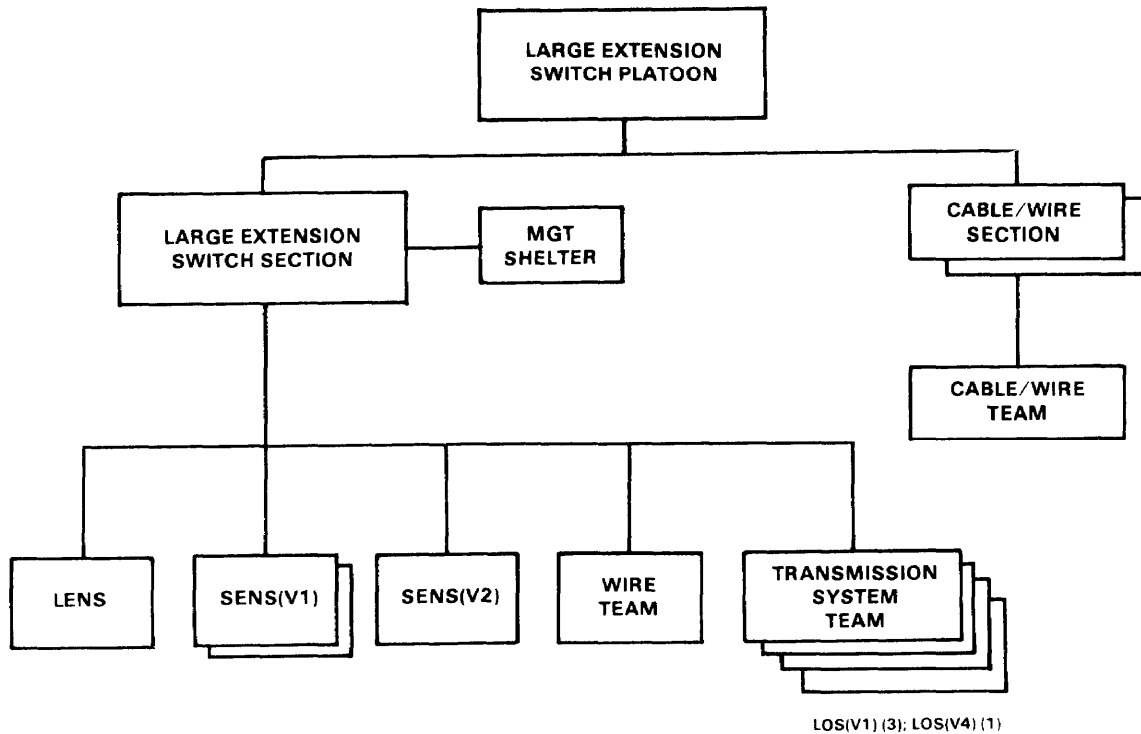 LARGE EXTENSION
SWITCH PLATOON
LARGE EXTENSION
SWITCH SECTION
MGT
SHELTER
CABLE/WIRE
SECTION
CABLE/WIRE
TEAM
LENS
SENS(V1)
SENS(V2)
WIRE
TEAM
TRANSMISSION
SYSTEM
TEAM
LOS(V1) (3); LOS(V4) (1)